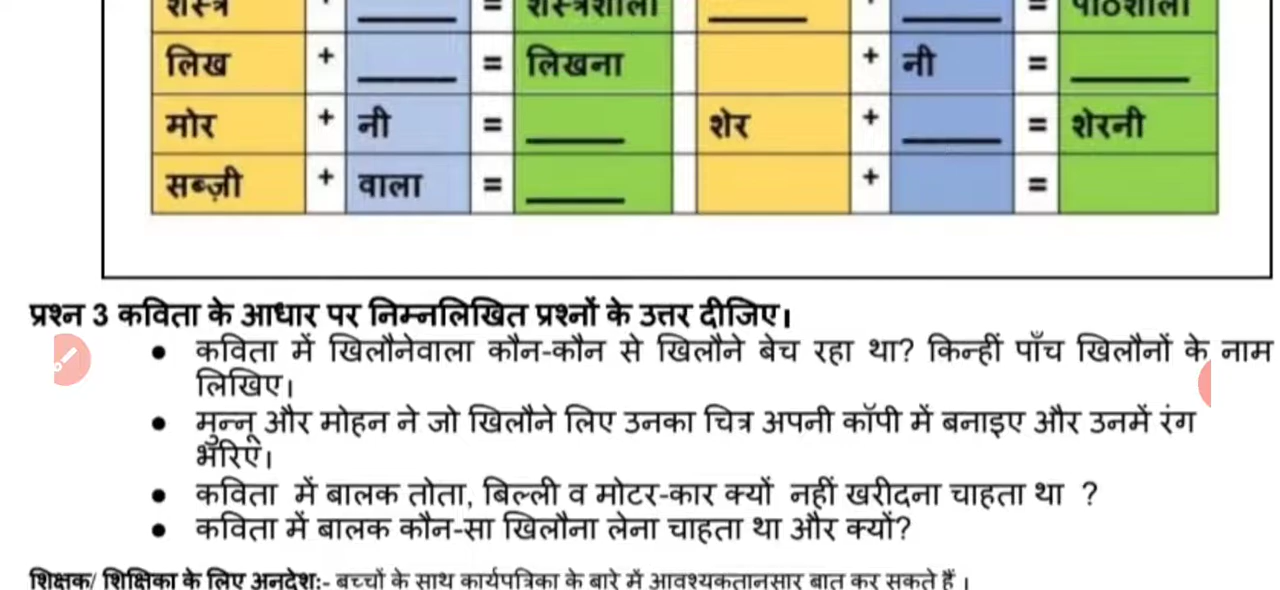 शस्त्र + ______ = शस्त्रशाला ______ + ______ = पाठशाला
लिख + ______ = लिखना + नी = ______
मोर + नी = ______ शेर + ______ = शेरनी
सब्ज़ी + वाला = ______ + =
प्रश्न 3 कविता के आधार पर निम्नलिखित प्रश्नों के उत्तर दीजिए।
• कविता में खिलौनेवाला कौन-कौन से खिलौने बेच रहा था? किन्हीं पाँच खिलौनों के नाम
लिखिए।
• मुन्नू और मोहन ने जो खिलौने लिए उनका चित्र अपनी कॉपी में बनाइए और उनमें रंग
भरिए।
• कविता में बालक तोता, बिल्ली व मोटर-कार क्यों नहीं खरीदना चाहता था ?
• कविता में बालक कौन-सा खिलौना लेना चाहता था और क्यों?
शिक्षक/ शिक्षिका के लिए अनुदेश:- बच्चों के साथ कार्यपत्रिका के बारे में आवश्यकतानुसार बात कर सकते हैं ।